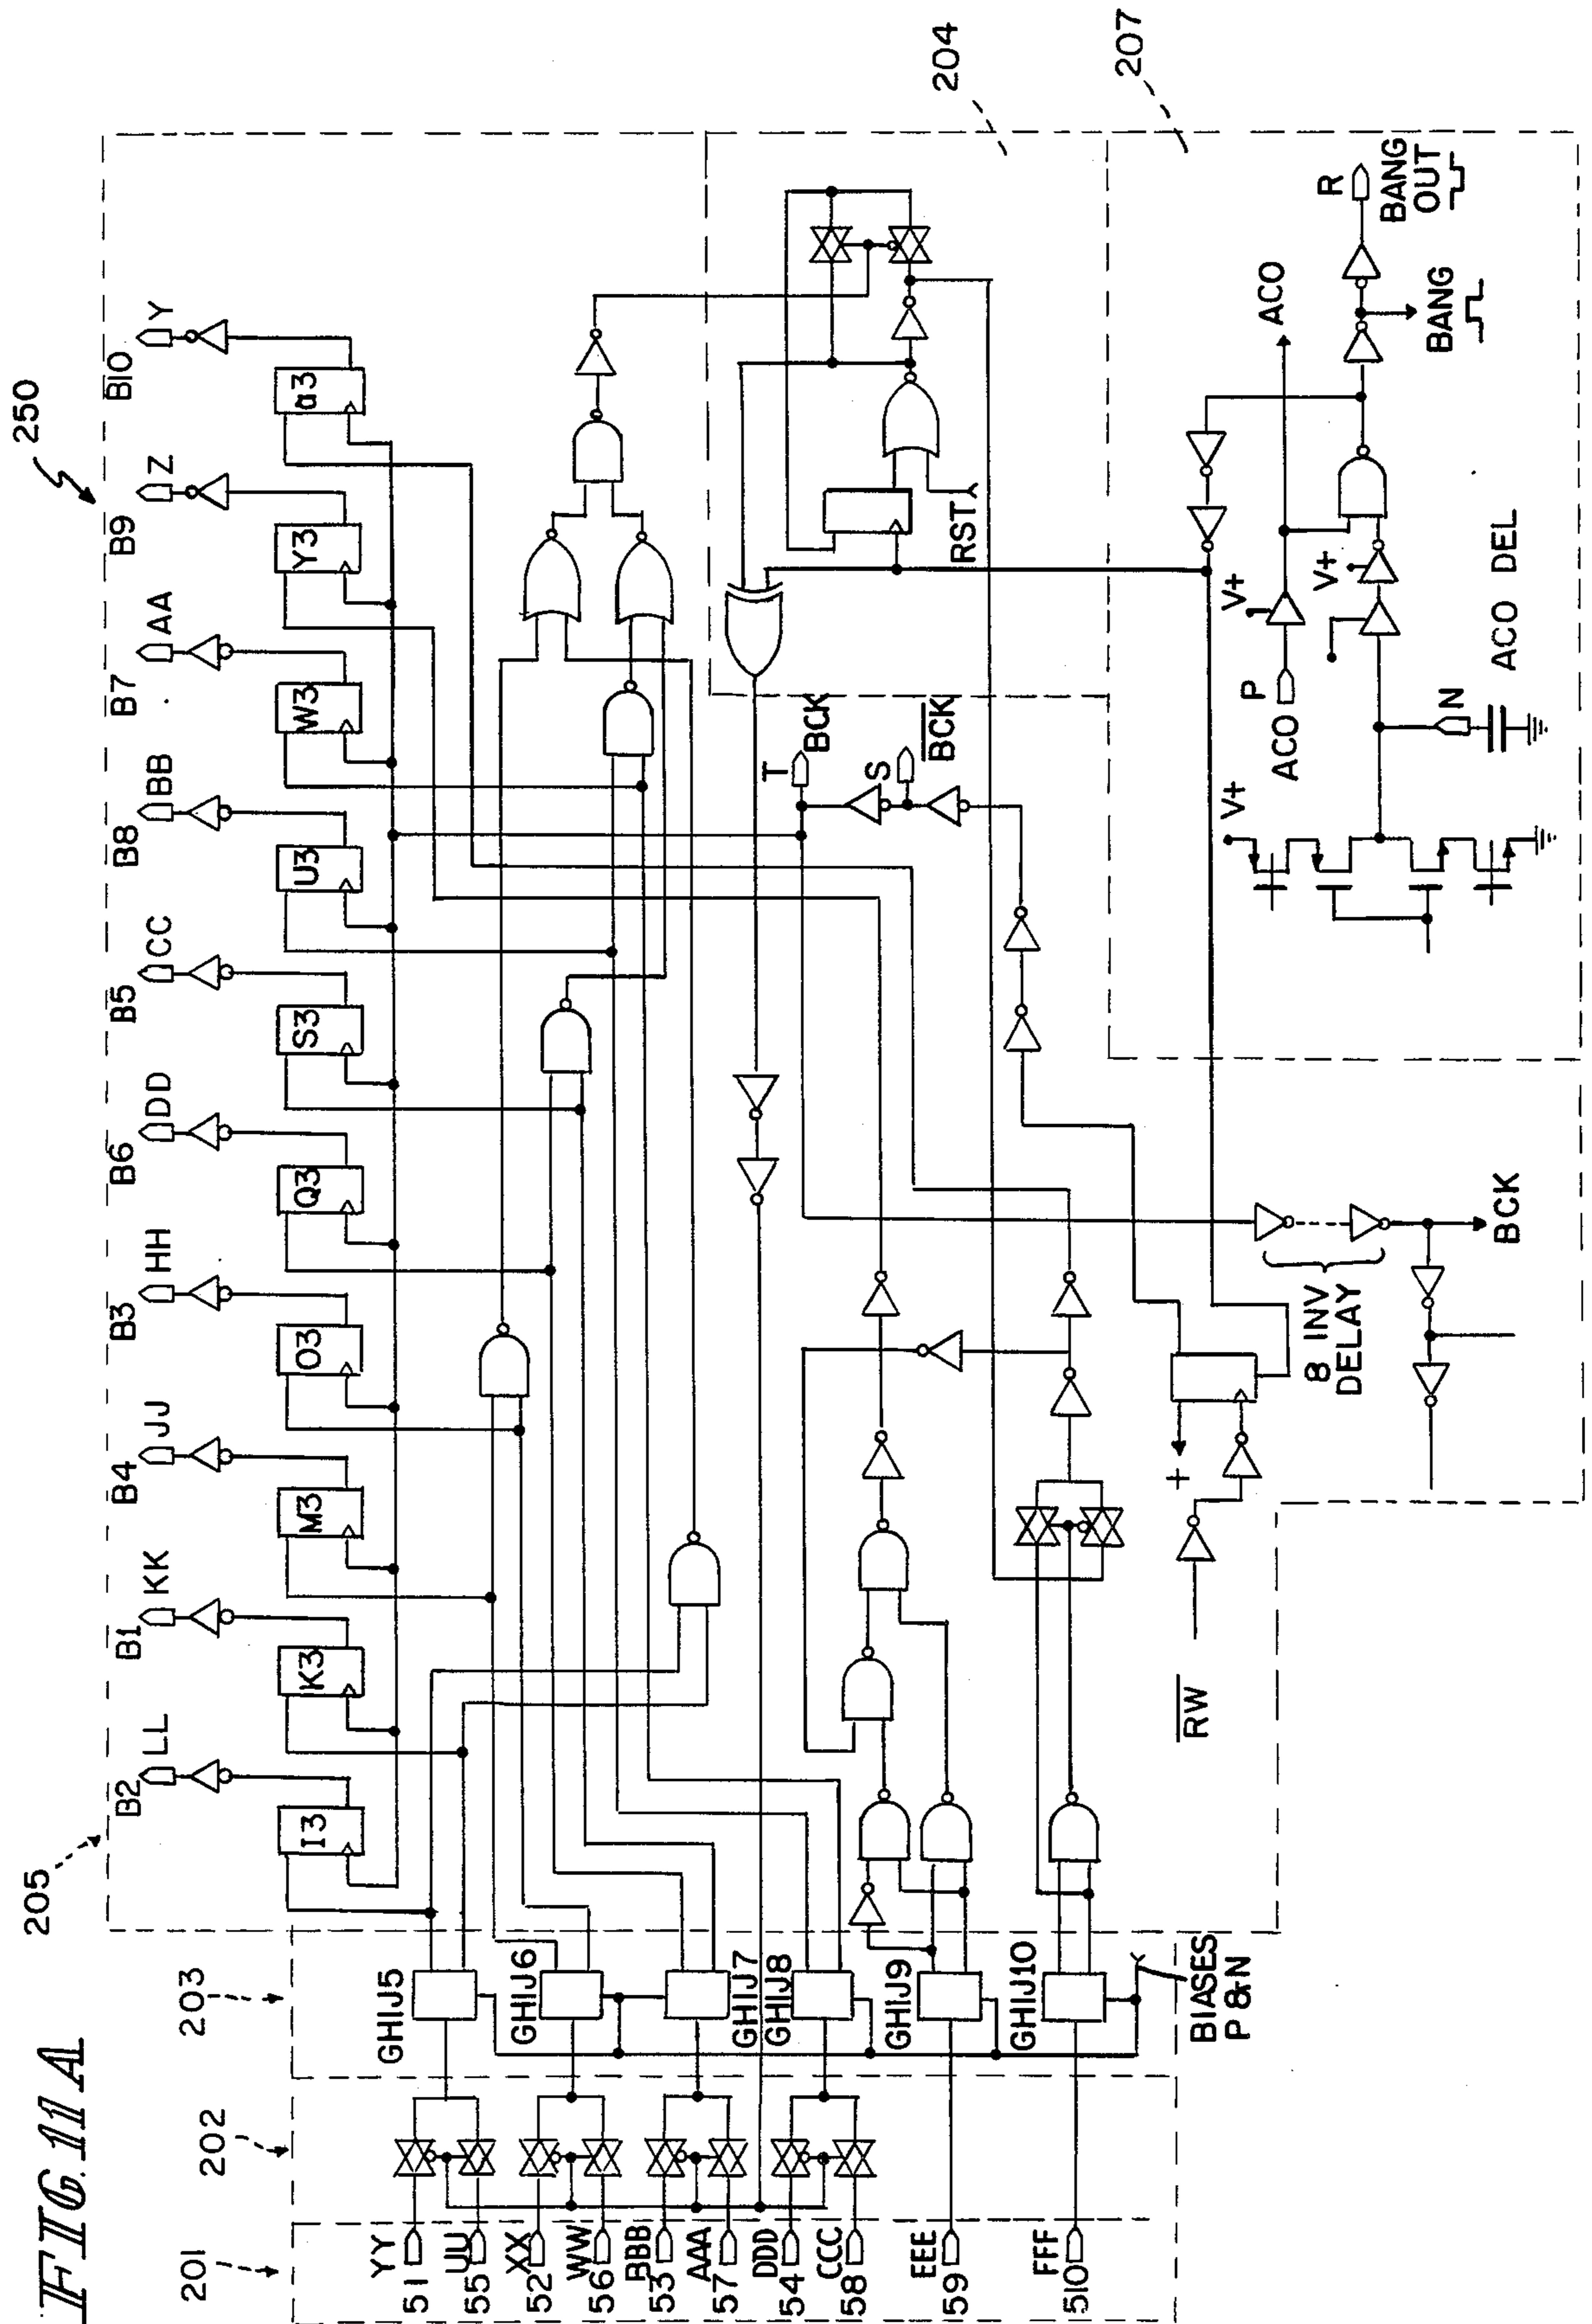 FIG. 11A
250
205
B2 LL
B1 KK
B4 JJ
B3 HH
B6 DD
B5 CC
B8 BB
B7 AA
B9 Z
B10 Y
I3
K3
M3
O3
Q3
S3
U3
W3
Y3
a3
201
202
203
204
207
YY
51
UU
55
XX
52
WW
56
BBB
53
AAA
57
DDD
54
CCC
58
EEE
59
FFF
510
GHIJ5
GHIJ6
GHIJ7
GHIJ8
GHIJ9
GHIJ10
BIASES
P & N
RW
+
8 INV
DELAY
BCK
T
BCK
S
BCK
RST
V+
ACO
P
V+
ACO
V+
N
ACO DEL
R
BANG
OUT
BANG